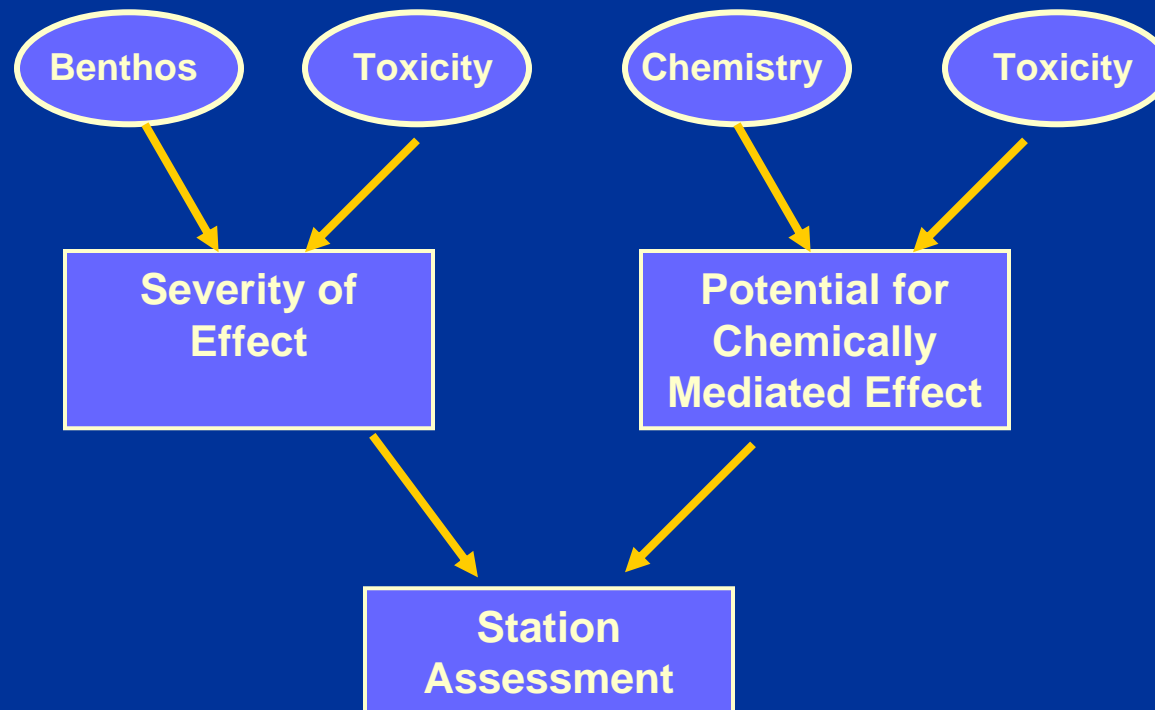 Benthos
Toxicity
Chemistry
Toxicity
Severity of
Effect
Potential for
Chemically
Mediated Effect
Station
Assessment